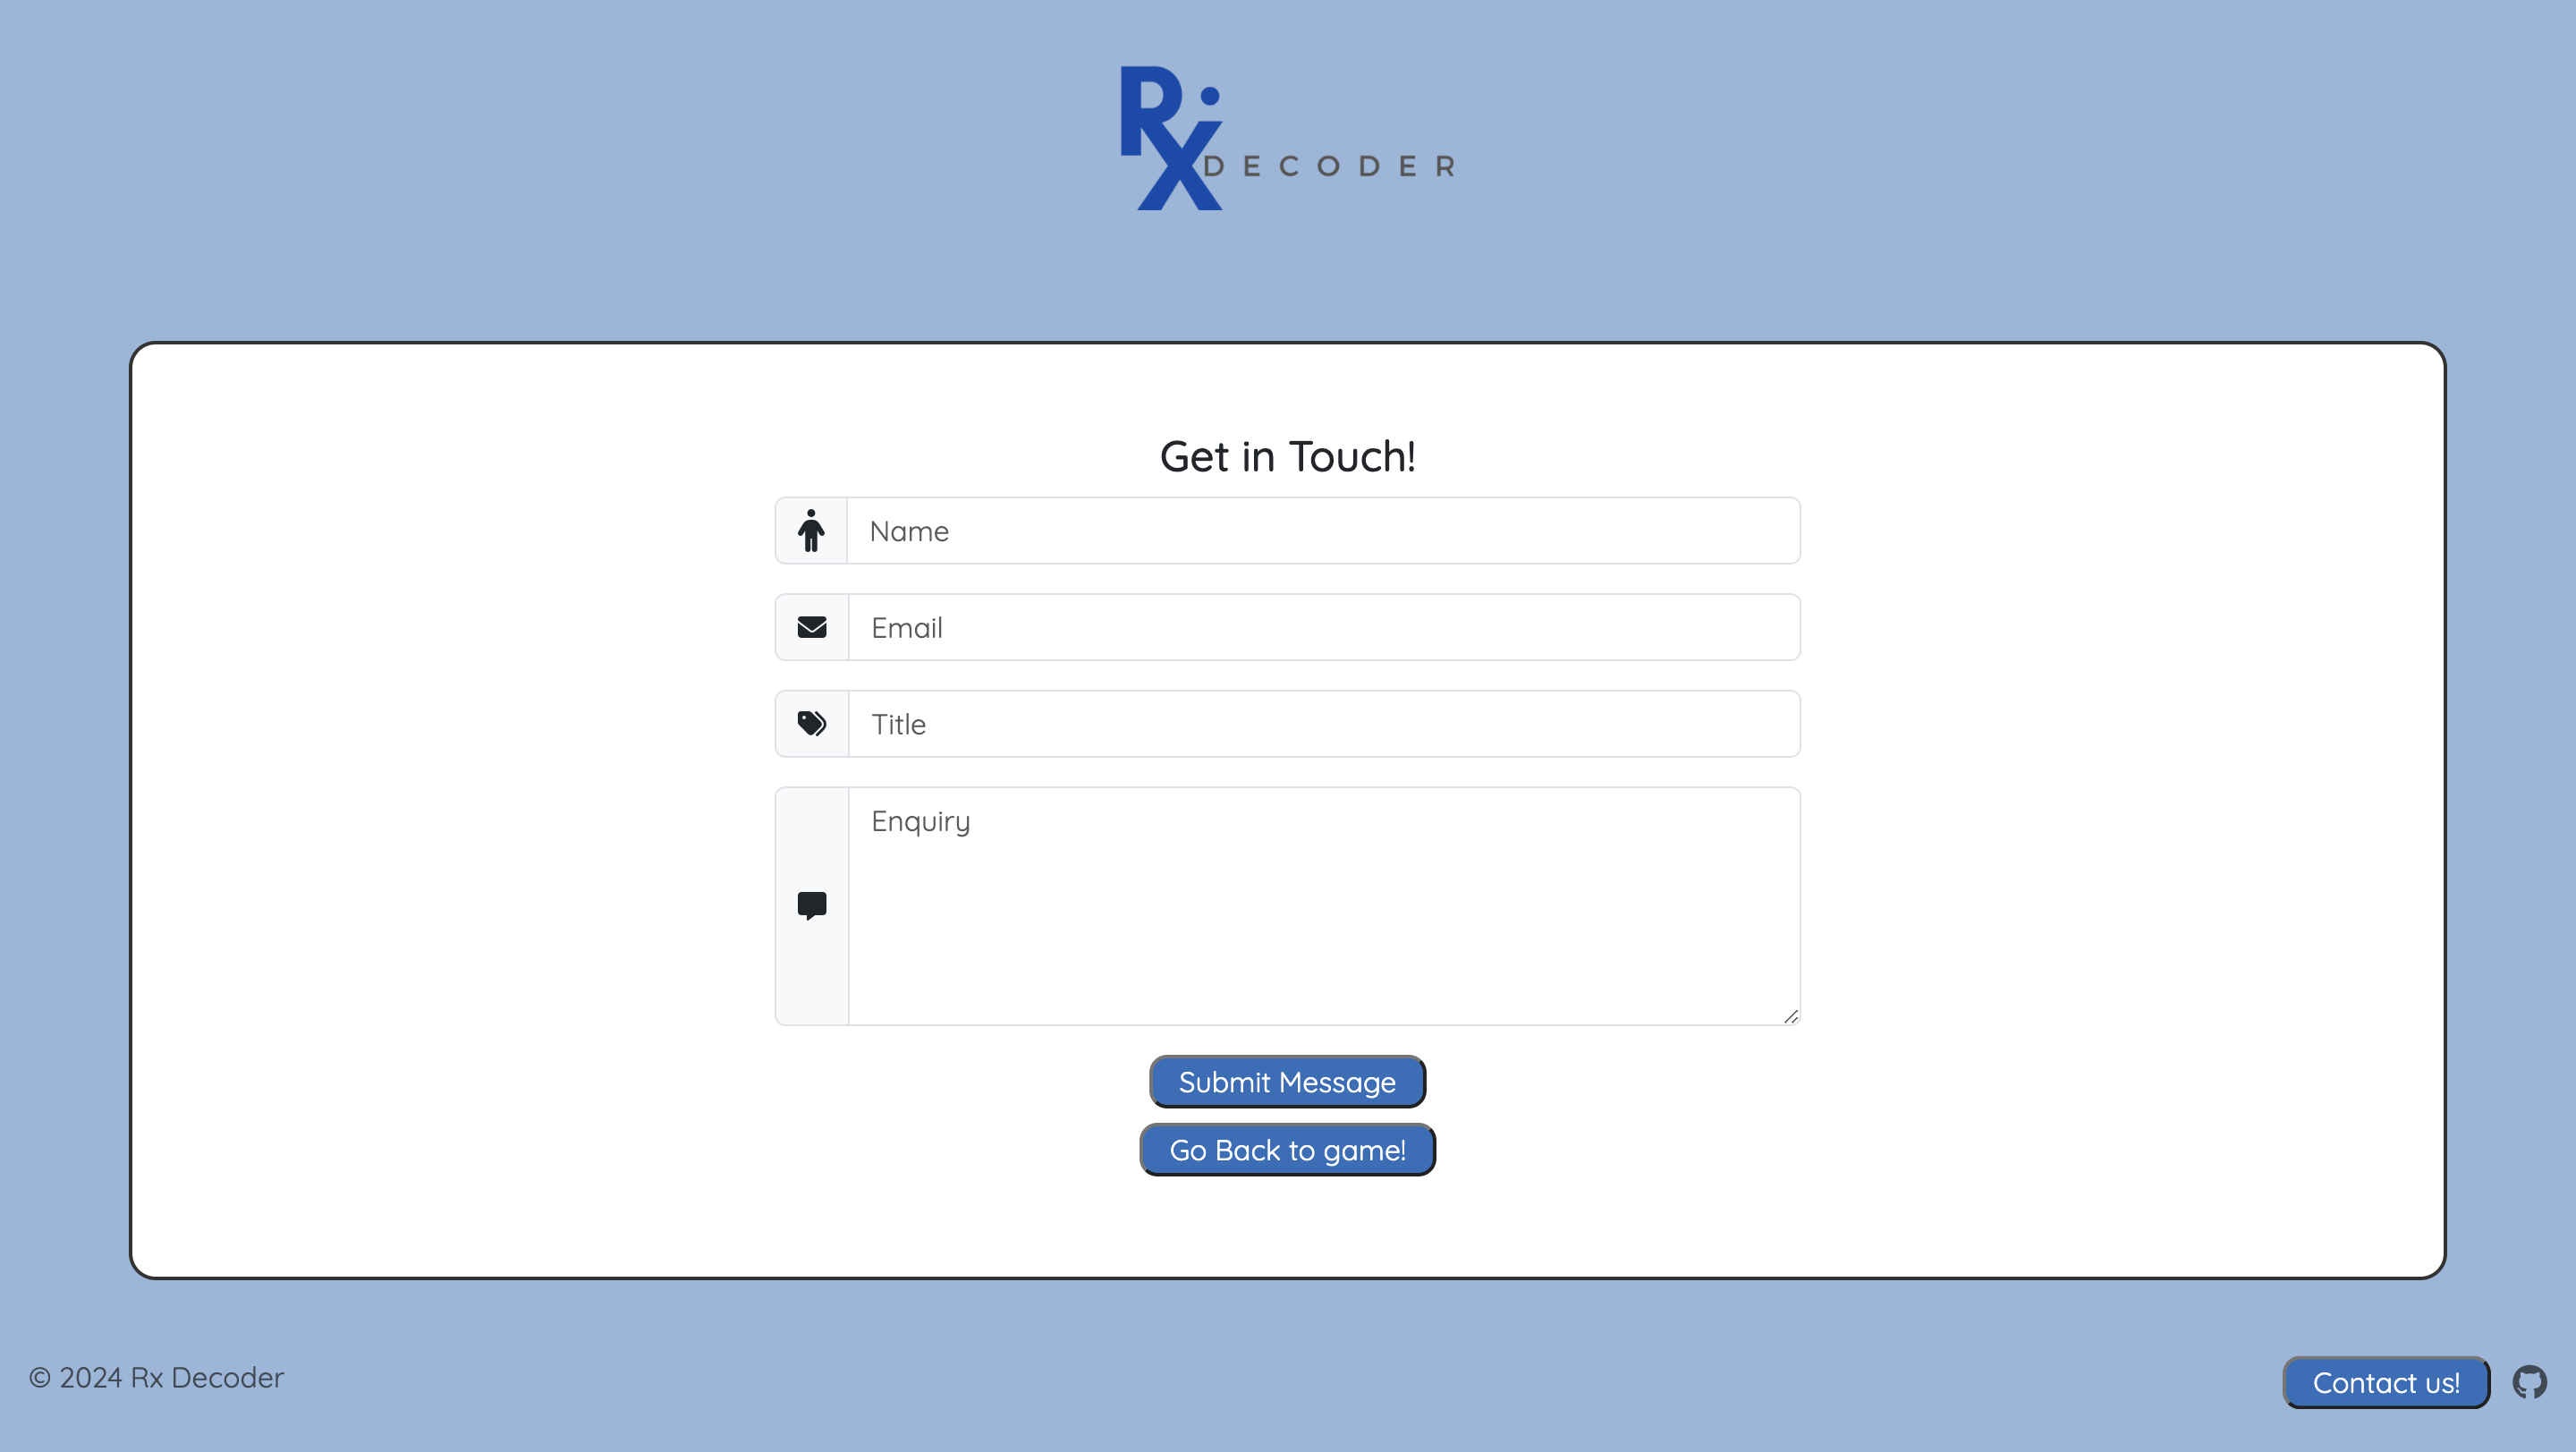 Rx
DECODER
Get in Touch!
Name
Email
Title
Enquiry
Submit Message
Go Back to game!
© 2024 Rx Decoder
Contact us!